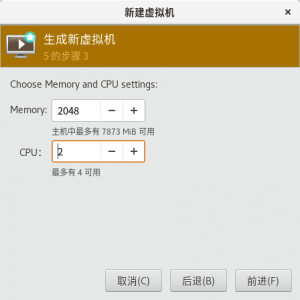 新建虚拟机
×
生成新虚拟机
5 的步骤 3
Choose Memory and CPU settings:
Memory: 2048 − +
主机中最多有 7873 MiB 可用
CPU： 2 − +
最多有 4 可用
取消(C) 后退(B) 前进(F)